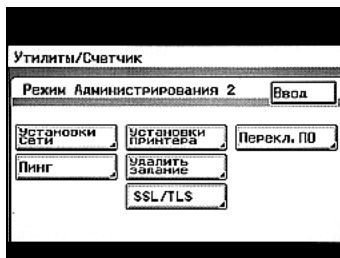 Утилиты/Счетчик
Режим Администрирования 2
Ввод
Установки
Сети
Установки
Принтера
Перекл. ПО
Пинг
Удалить
задание
SSL/TLS